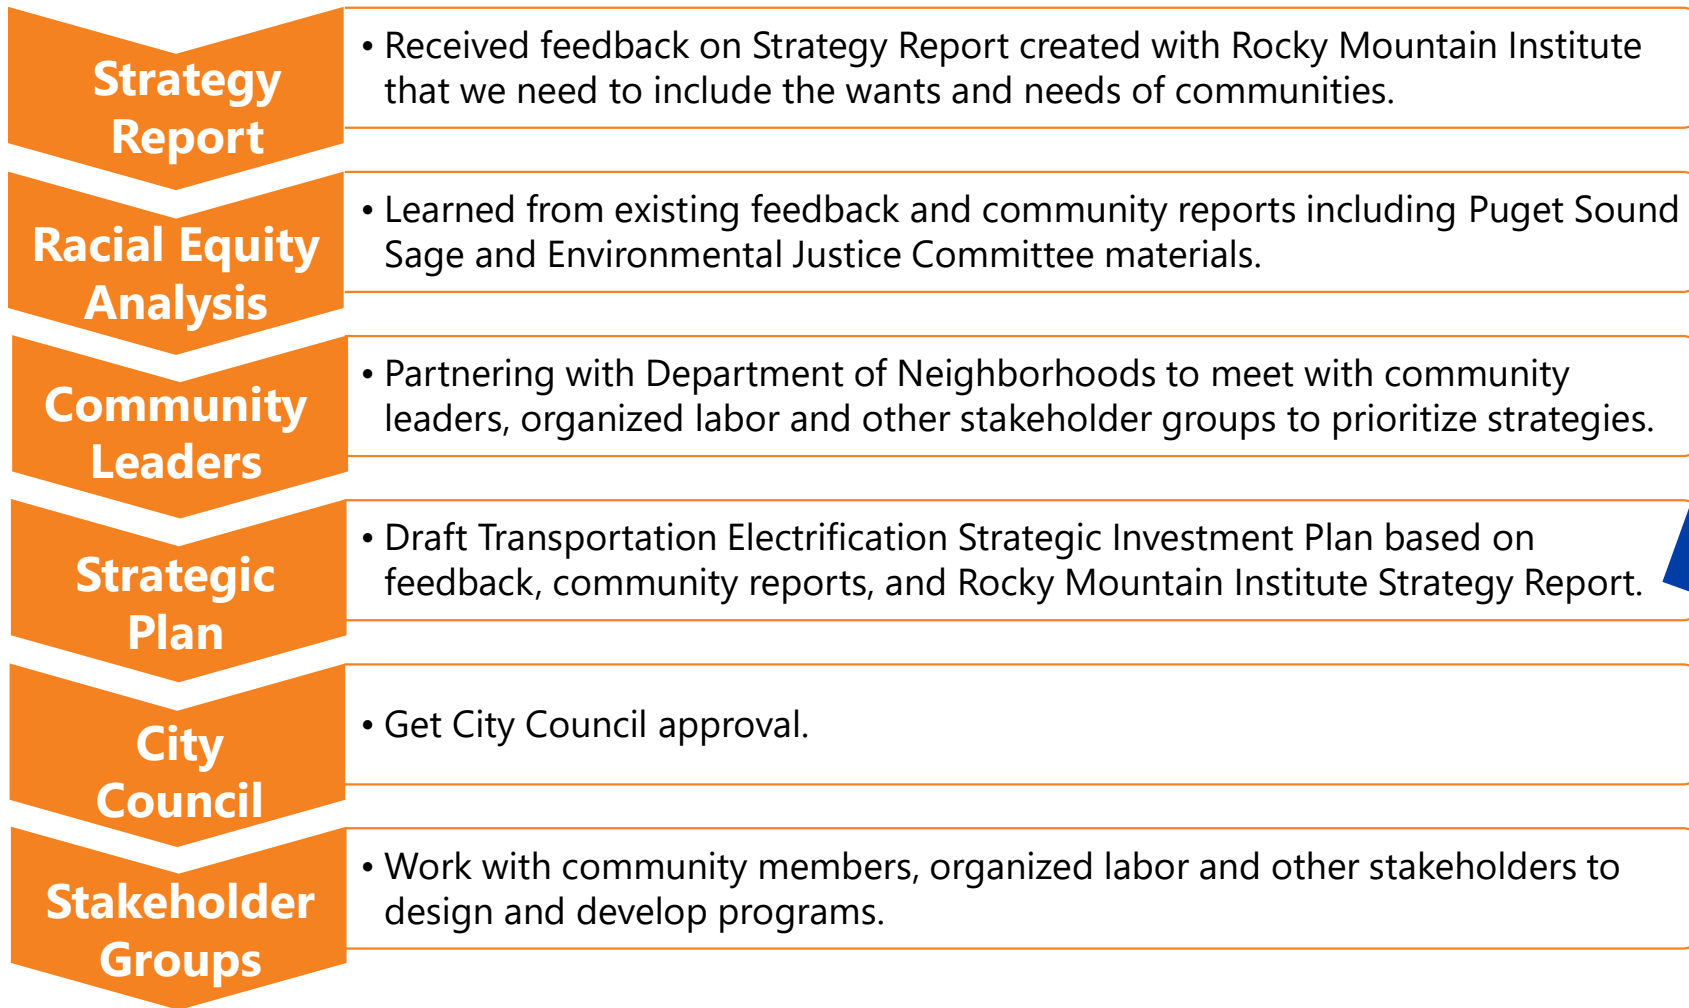 Strategy
Report
• Received feedback on Strategy Report created with Rocky Mountain Institute
that we need to include the wants and needs of communities.
Racial Equity
Analysis
• Learned from existing feedback and community reports including Puget Sound
Sage and Environmental Justice Committee materials.
Community
Leaders
• Partnering with Department of Neighborhoods to meet with community
leaders, organized labor and other stakeholder groups to prioritize strategies.
Strategic
Plan
• Draft Transportation Electrification Strategic Investment Plan based on
feedback, community reports, and Rocky Mountain Institute Strategy Report.
City
Council
• Get City Council approval.
Stakeholder
Groups
• Work with community members, organized labor and other stakeholders to
design and develop programs.